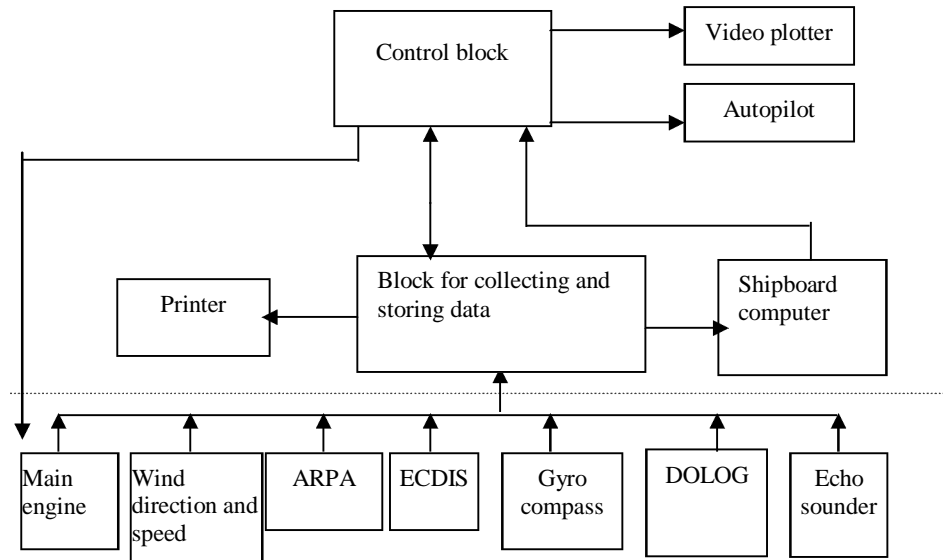 Video plotter
Control block
Autopilot
Block for collecting and
storing data
Shipboard
computer
Printer
Main
engine
Wind
direction and
speed
ARPA
ECDIS
Gyro
compass
DOLOG
Echo
sounder